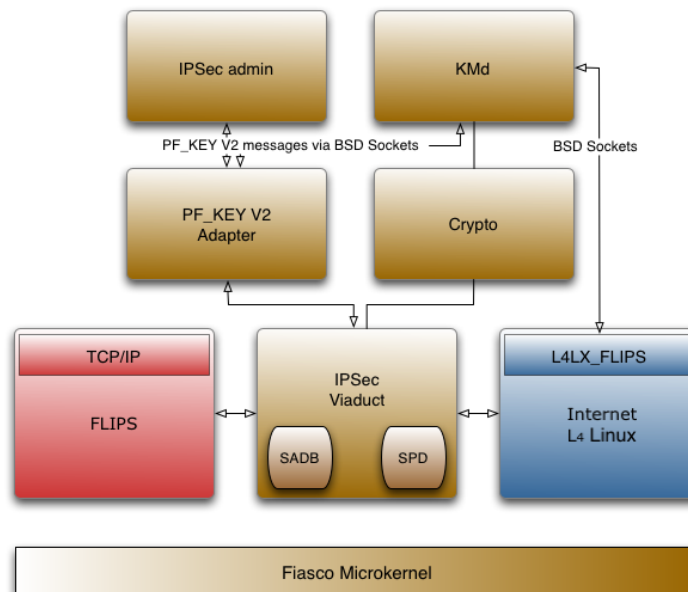 IPSec admin
KMd
PF_KEY V2 messages via BSD Sockets
BSD Sockets
PF_KEY V2
Adapter
Crypto
TCP/IP
FLIPS
IPSec
Viaduct
SADB
SPD
L4LX_FLIPS
Internet
L4 Linux
Fiasco Microkernel